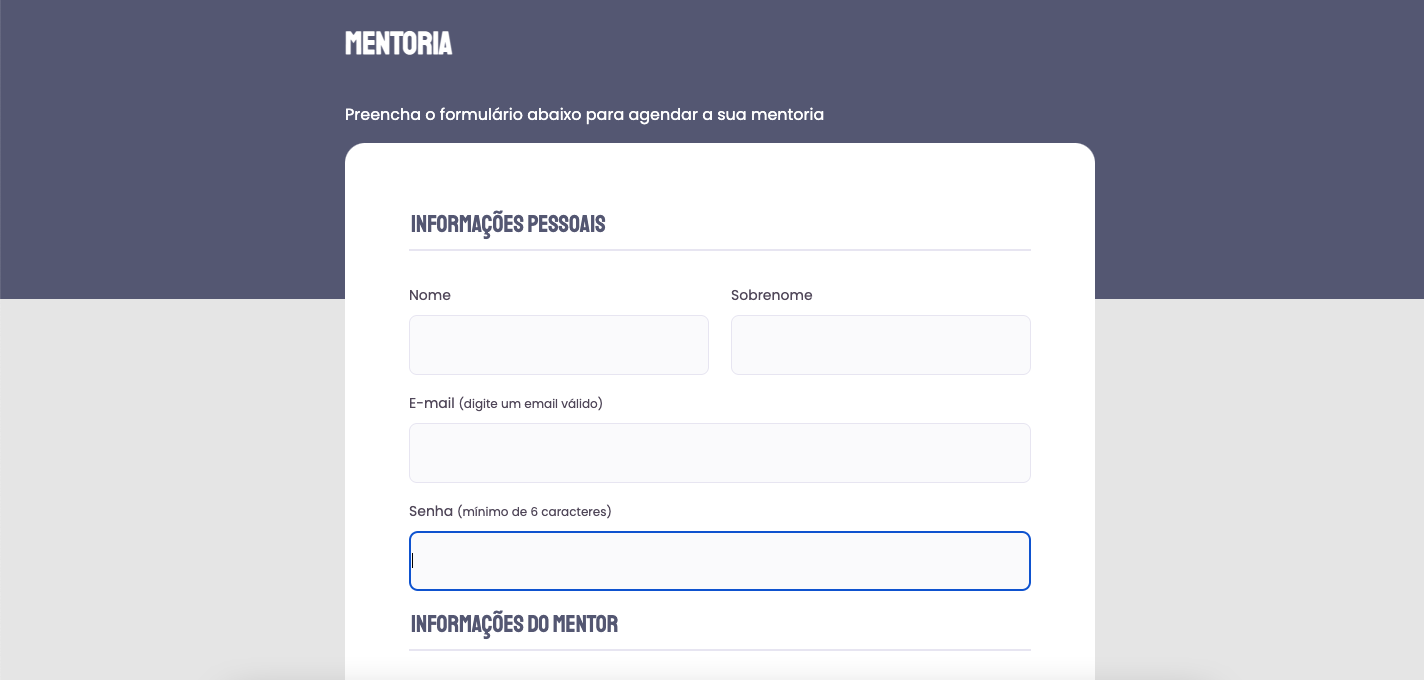 MENTORIA
Preencha o formulário abaixo para agendar a sua mentoria
INFORMAÇÕES PESSOAIS
Nome
Sobrenome
E-mail (digite um email válido)
Senha (mínimo de 6 caracteres)
INFORMAÇÕES DO MENTOR